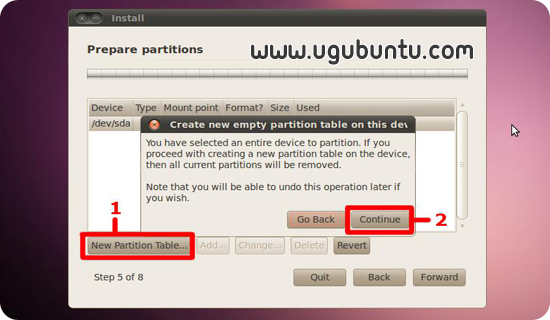 Install
Prepare partitions
www.ugubuntu.com
Device Type Mount point Format? Size Used
/dev/sda
Create new empty partition table on this dev
You have selected an entire device to partition. If you
proceed with creating a new partition table on the device,
then all current partitions will be removed.
Note that you will be able to undo this operation later if
you wish.
1
Go Back Continue 2
New Partition Table... Add... Change... Delete Revert
Step 5 of 8 Quit Back Forward